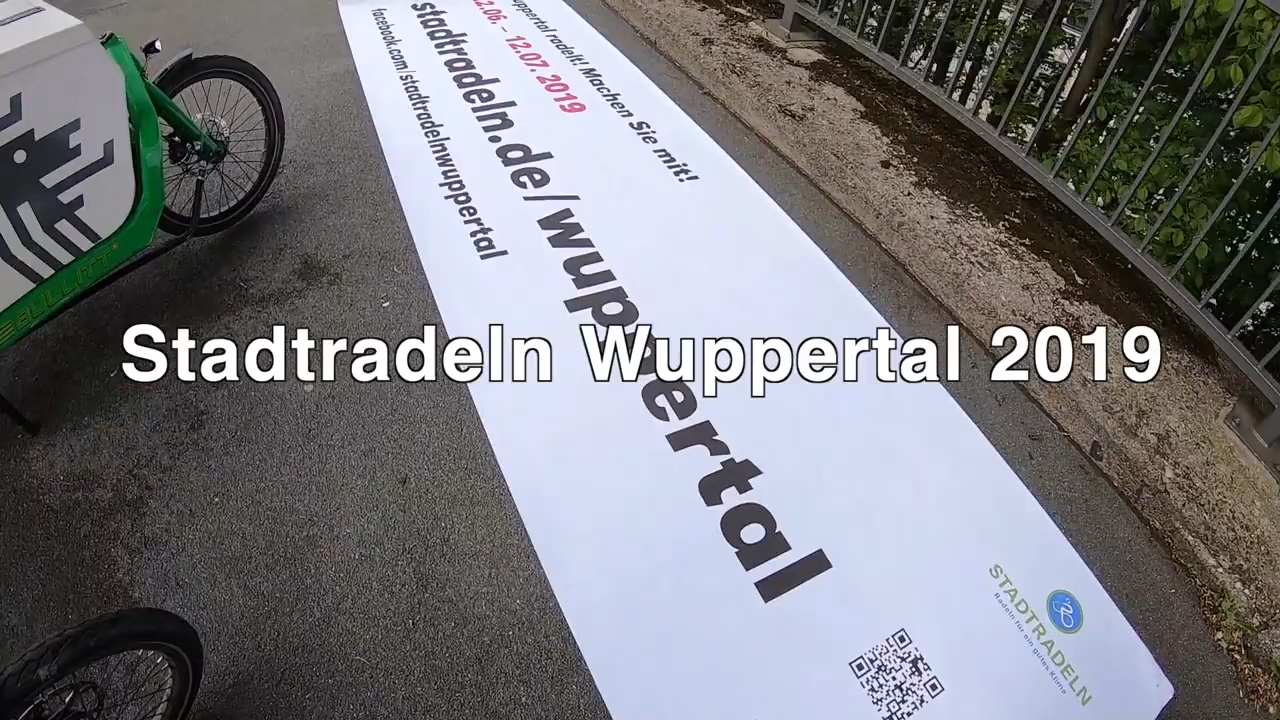 uppertal radelt! Machen Sie mit!
2.06. – 12.07. 2019
stadtradeln.de/wuppertal
facebook.com/stadtradelnwuppertal
BULLITT
Stadtradeln Wuppertal 2019
STADTRADELN
Radeln für ein gutes Klima